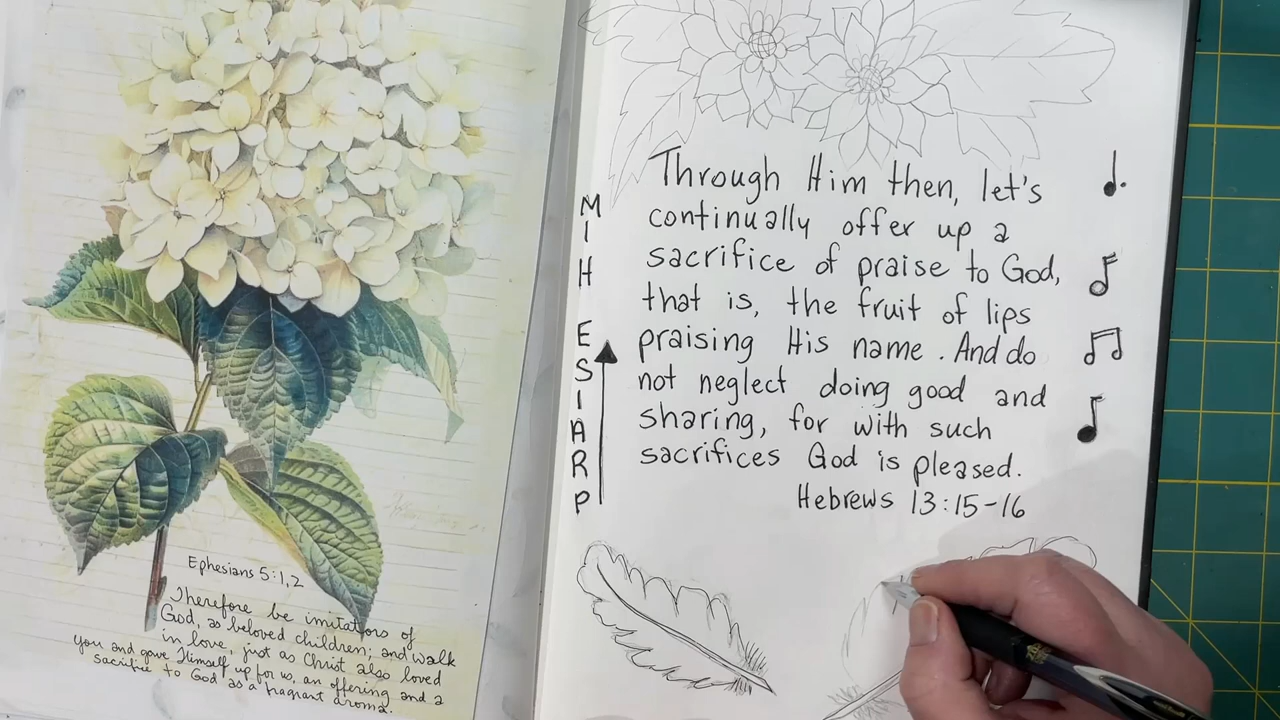 Ephesians 5:1,2
Therefore be imitators of
God, as beloved children; and walk
in love, just as Christ also loved
you and gave Himself up for us, an offering and a
sacrifice to God as a fragrant aroma.
M
I
H
E
S
I
A
R
P
Through Him then, let's
continually offer up a
sacrifice of praise to God,
that is, the fruit of lips
praising His name. And do
not neglect doing good and
sharing, for with such
sacrifices God is pleased.
Hebrews 13:15-16